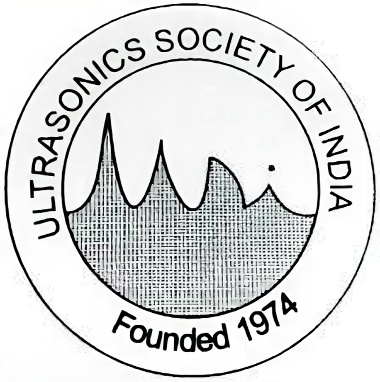 ULTRASONICS SOCIETY OF INDIA
Founded 1974